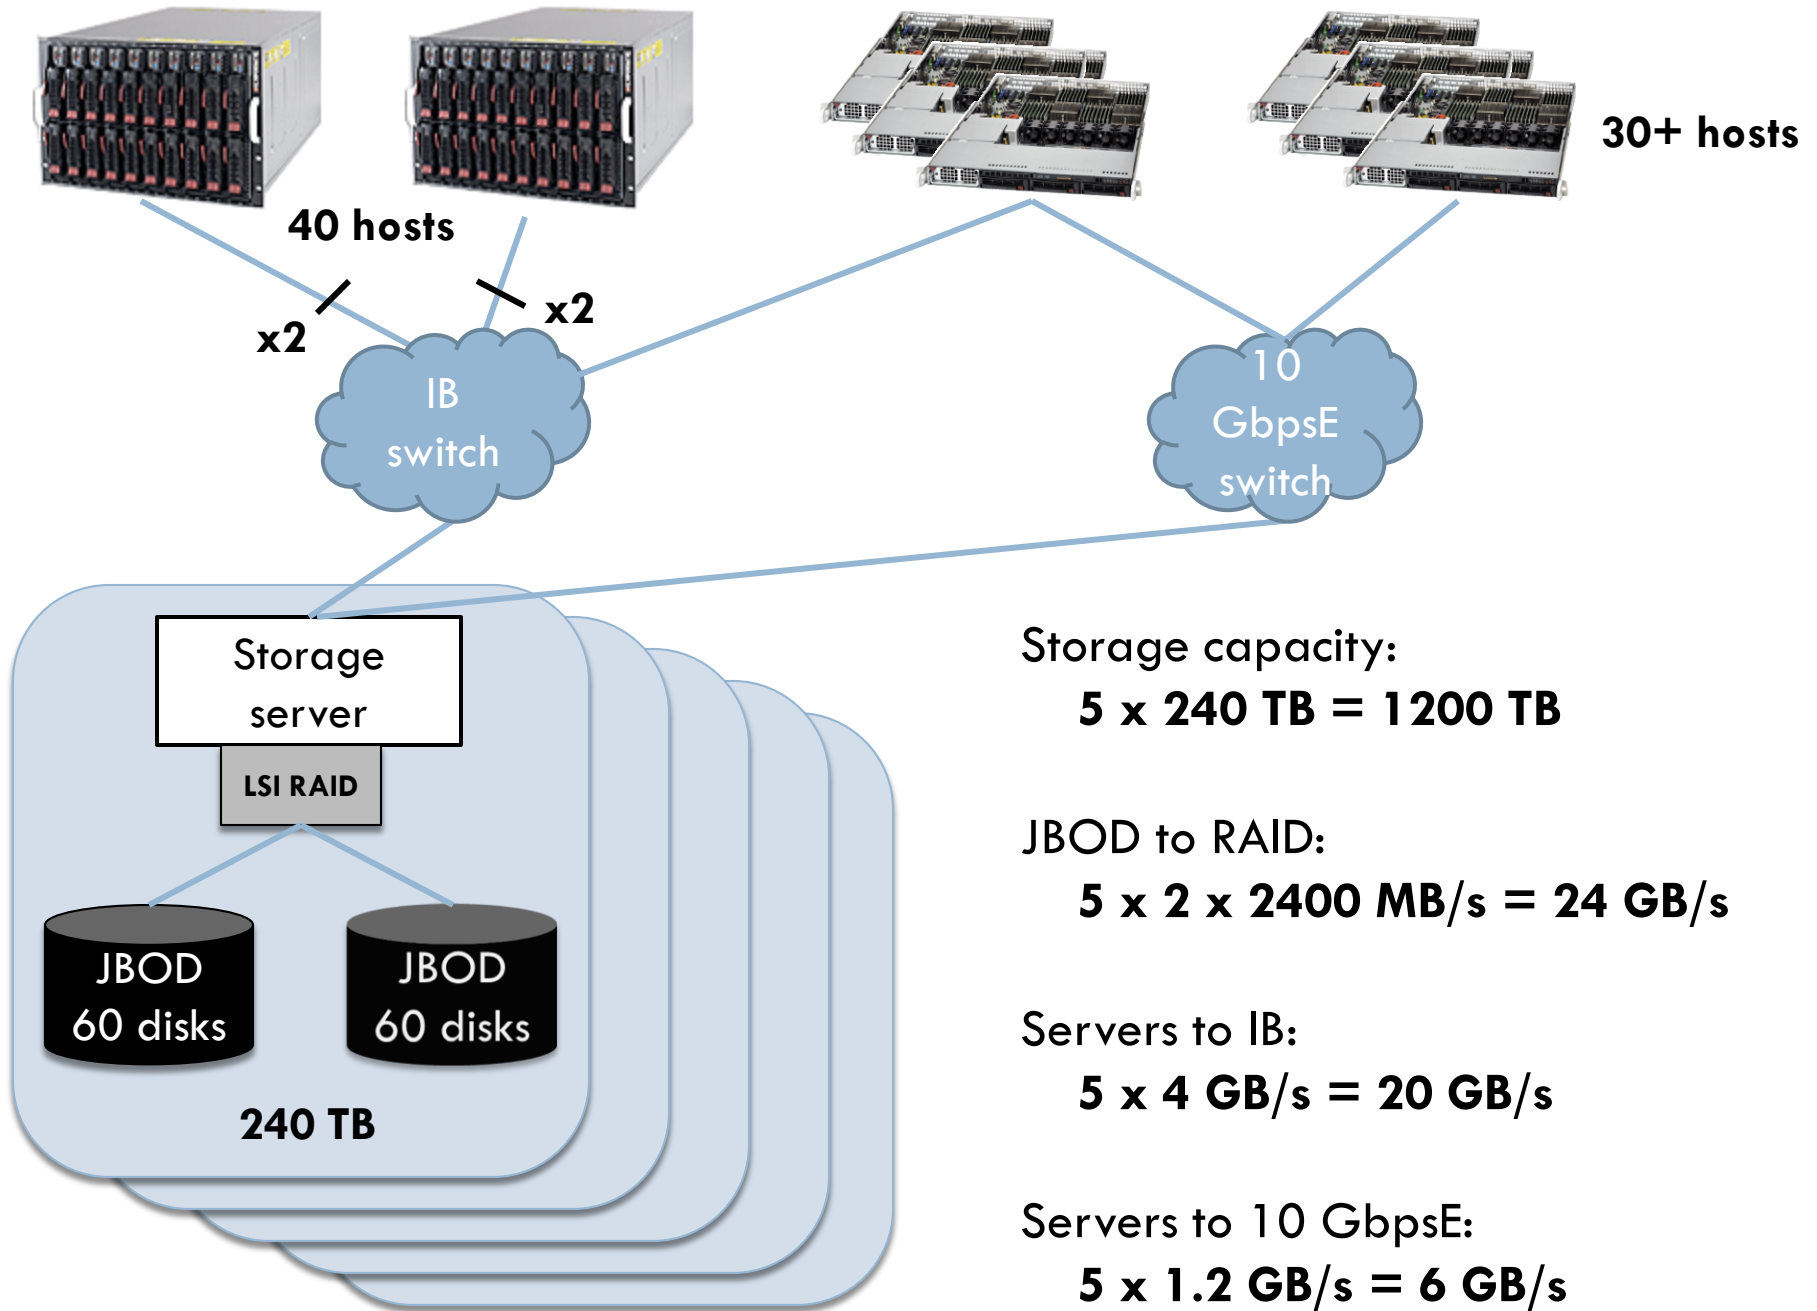 30+ hosts
40 hosts
x2
x2
IB
switch
10
GbpsE
switch
Storage
server
LSI RAID
JBOD
60 disks
JBOD
60 disks
240 TB
Storage capacity:
5 x 240 TB = 1200 TB
JBOD to RAID:
5 x 2 x 2400 MB/s = 24 GB/s
Servers to IB:
5 x 4 GB/s = 20 GB/s
Servers to 10 GbpsE:
5 x 1.2 GB/s = 6 GB/s